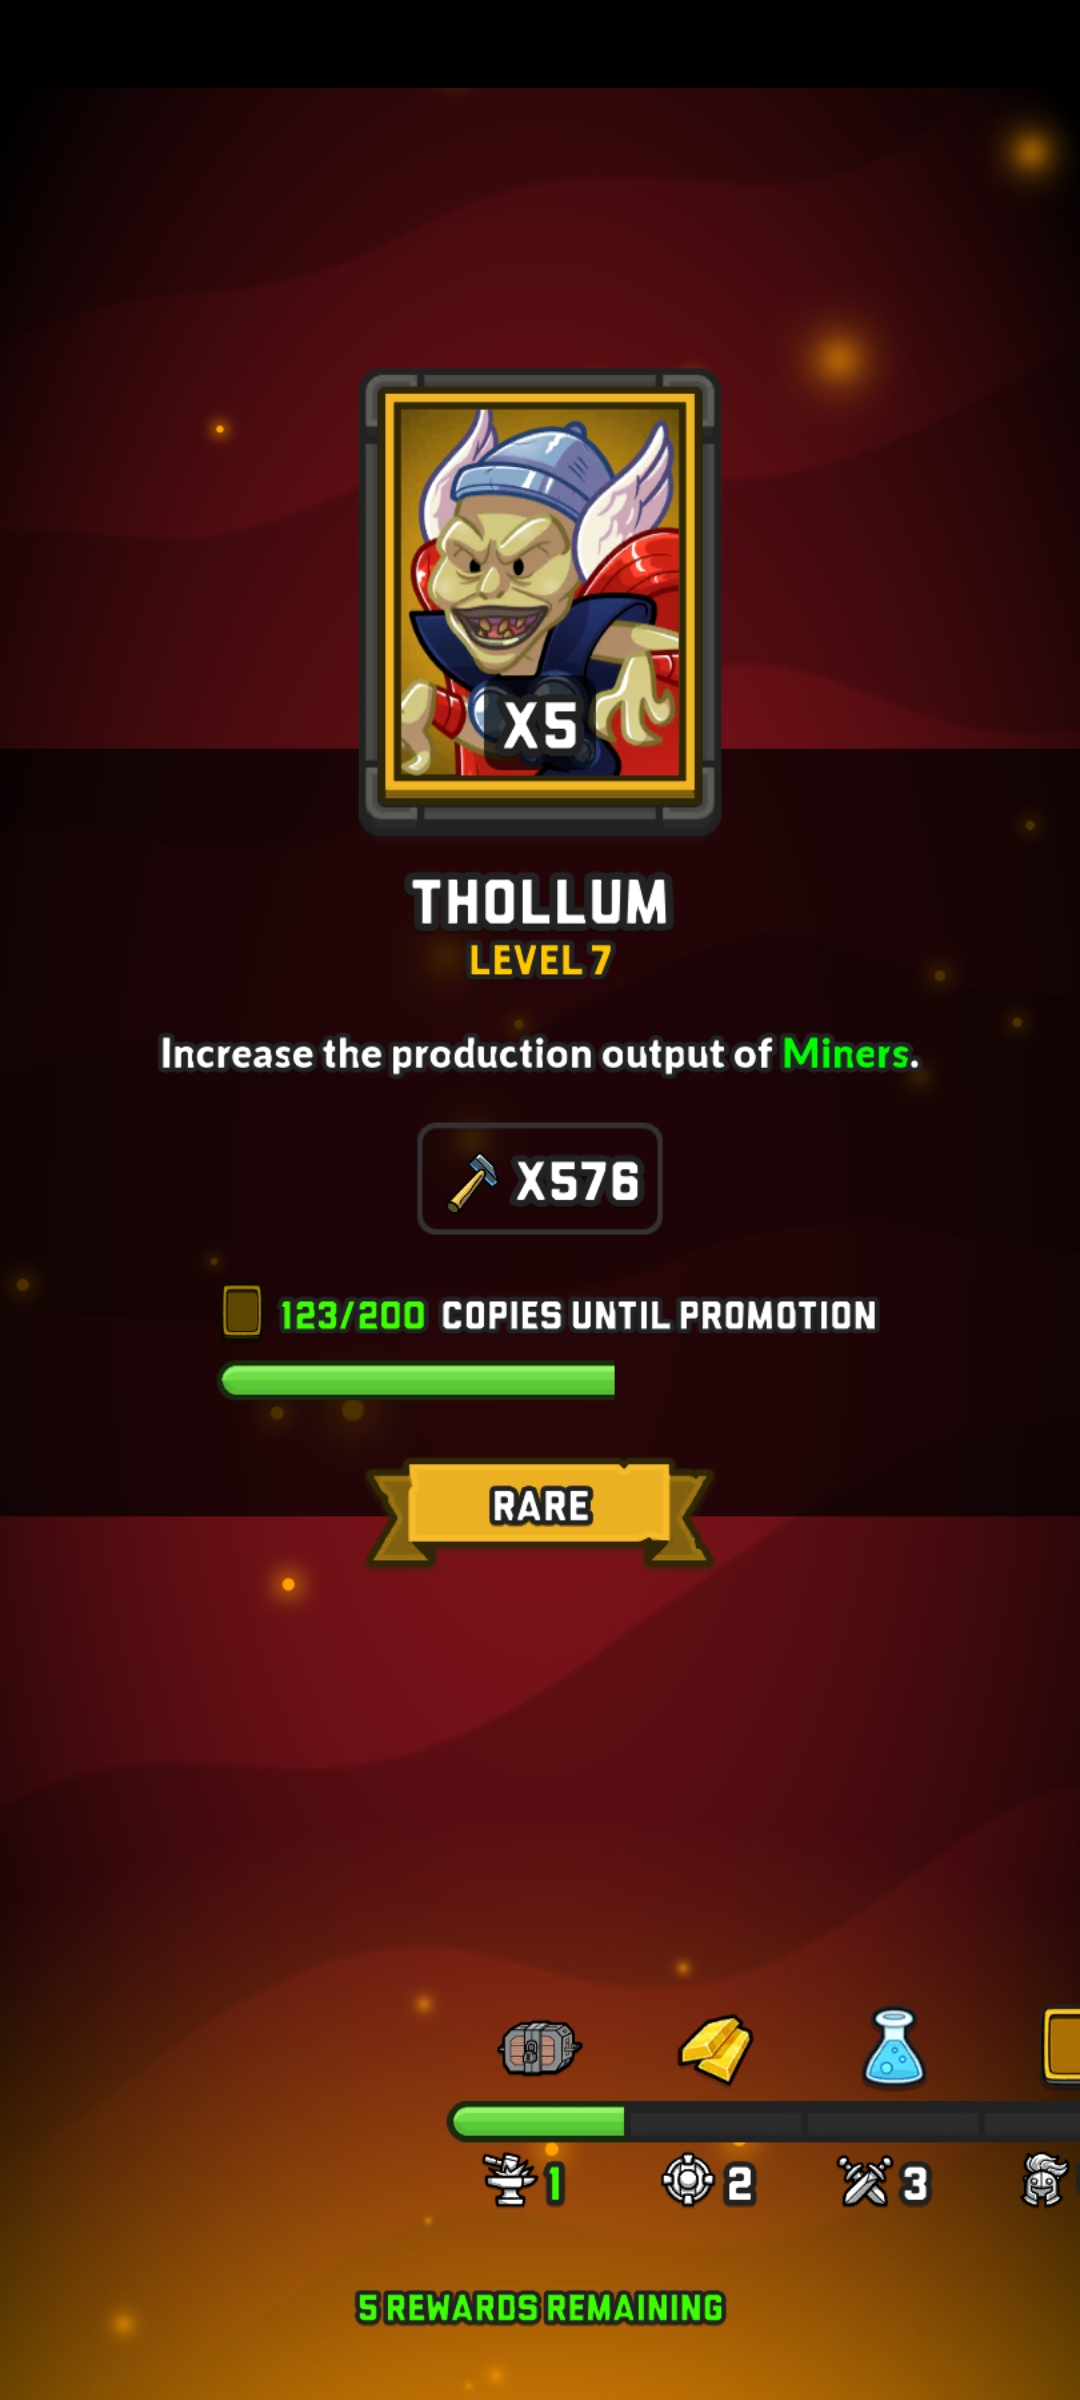 X5
THOLLUM
LEVEL 7
Increase the production output of Miners.
X576
123/200 COPIES UNTIL PROMOTION
RARE
1 2 3
5 REWARDS REMAINING